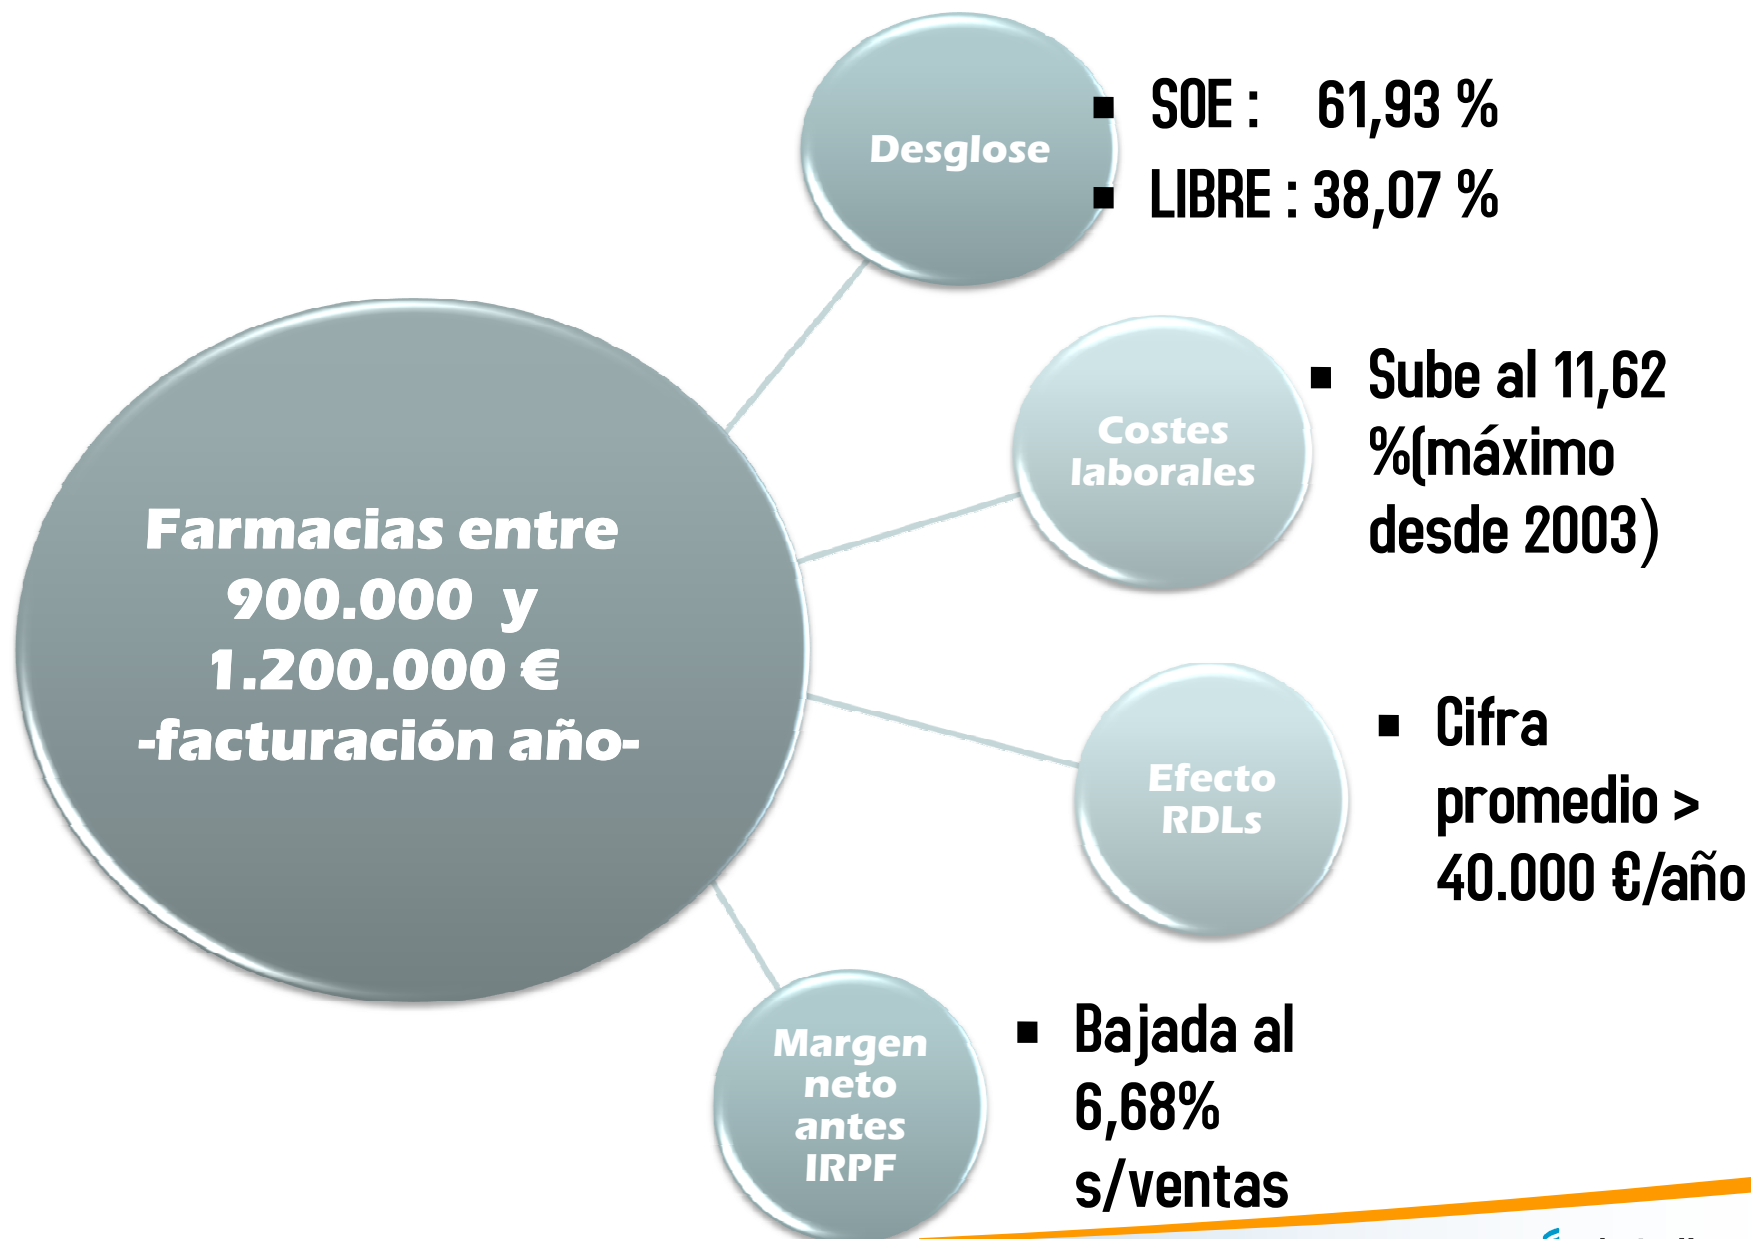 Desglose
▪ SOE : 61,93 %
▪ LIBRE : 38,07 %
Farmacias entre
900.000 y
1.200.000 €
-facturación año-
Costes
laborales
▪ Sube al 11,62
%(máximo
desde 2003)
Efecto
RDLs
▪ Cifra
promedio >
40.000 €/año
Margen
neto
antes
IRPF
▪ Bajada al
6,68%
s/ventas